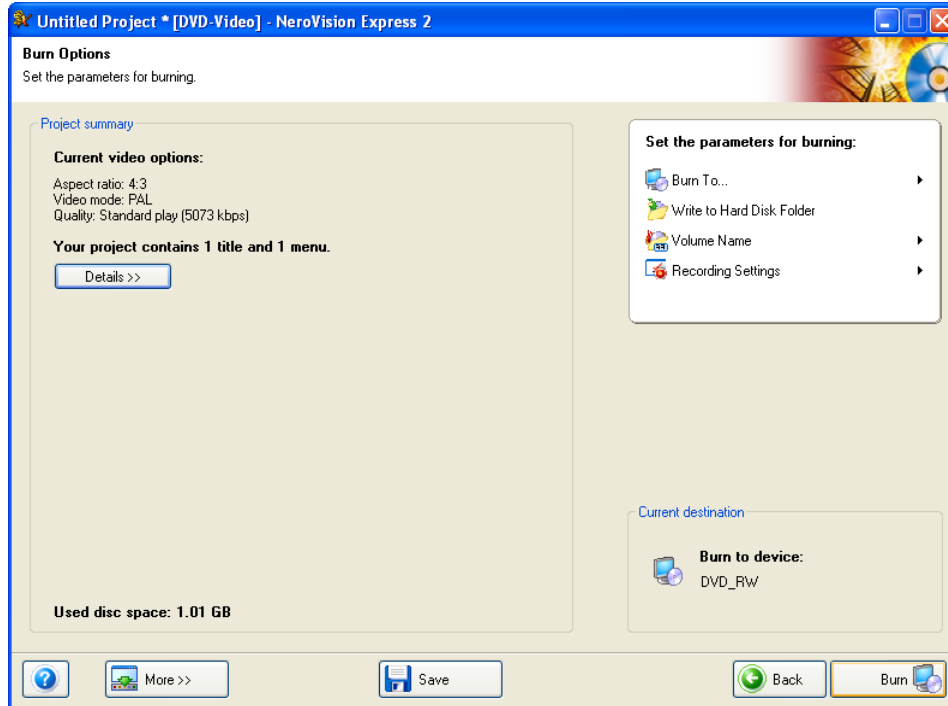 Untitled Project * [DVD-Video] - NeroVision Express 2
Burn Options
Set the parameters for burning.
Project summary
Current video options:
Aspect ratio: 4:3
Video mode: PAL
Quality: Standard play (5073 kbps)
Your project contains 1 title and 1 menu.
Details >>
Used disc space: 1.01 GB
Set the parameters for burning:
Burn To...
Write to Hard Disk Folder
Volume Name
Recording Settings
Current destination
Burn to device:
DVD_RW
More >>
Save
Back
Burn